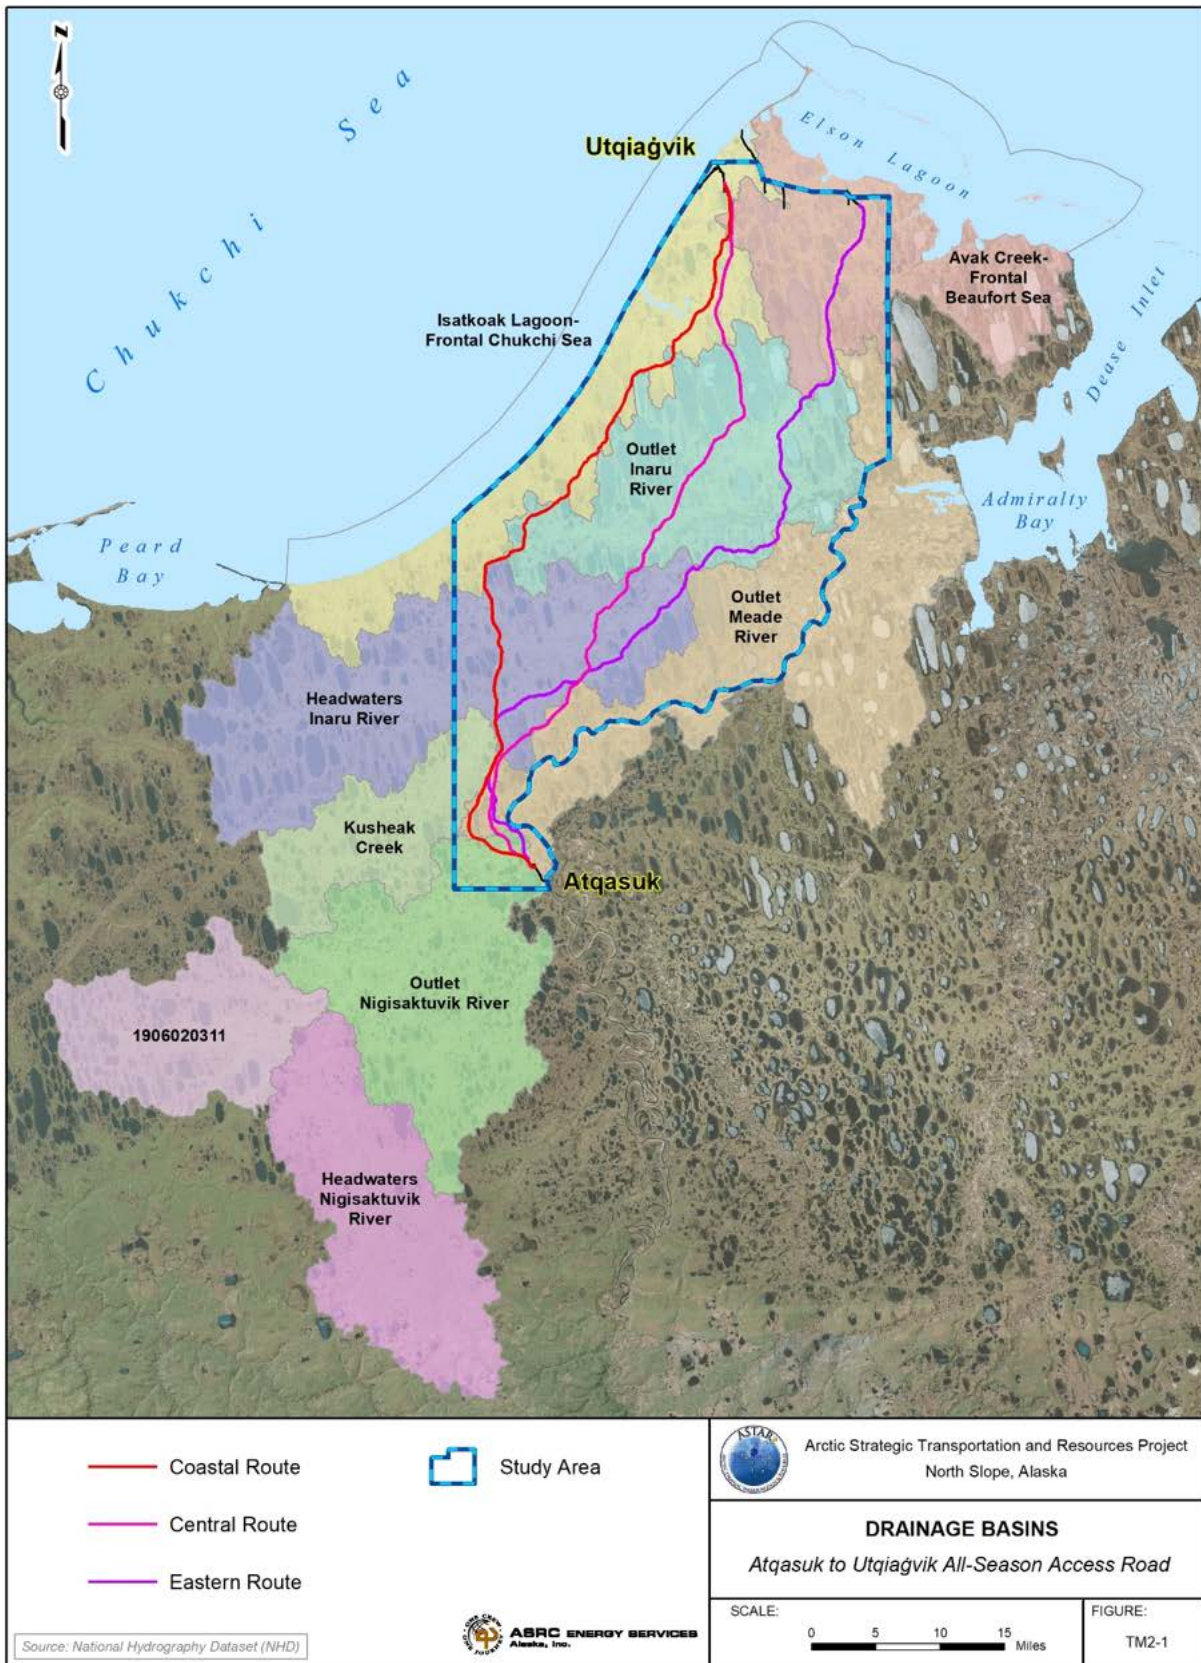 N
Chukchi Sea
Utqiaġvik
Elson Lagoon
Avak Creek-
Frontal
Beaufort Sea
Dease Inlet
Isatkoak Lagoon-
Frontal Chukchi Sea
Outlet
Inaru
River
Admiralty
Bay
Peard
Bay
Outlet
Meade
River
Headwaters
Inaru River
Kusheak
Creek
Atqasuk
Outlet
Nigisaktuvik River
1906020311
Headwaters
Nigisaktuvik
River
Coastal Route
Central Route
Eastern Route
Study Area
Source: National Hydrography Dataset (NHD)
ASRC ENERGY SERVICES
Alaska, Inc.
ASTAR
Arctic Strategic Transportation and Resources Project
North Slope, Alaska
DRAINAGE BASINS
Atqasuk to Utqiaġvik All-Season Access Road
SCALE:
0 5 10 15
Miles
FIGURE:
TM2-1